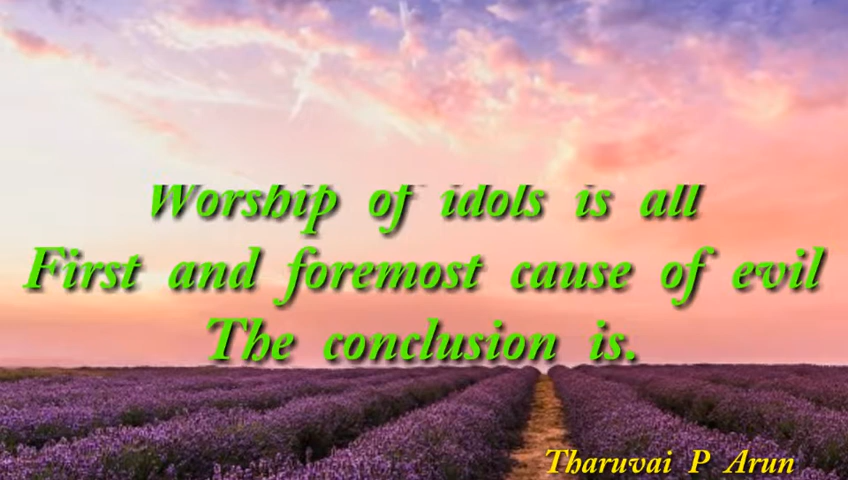 Worship of idols is all
First and foremost cause of evil
The conclusion is.
Tharuvai P Arun